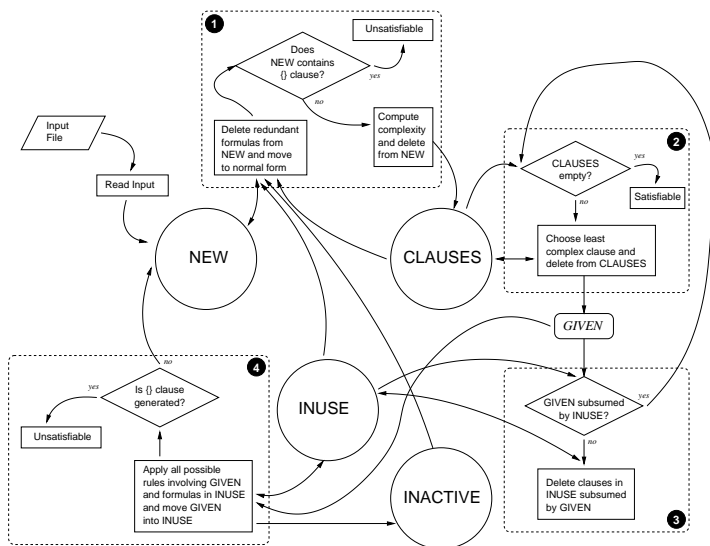 1
Does
NEW contains
{} clause?
Unsatisfiable
yes
no
Delete redundant
formulas from
NEW and move
to normal form
Compute
complexity
and delete
from NEW
Input
File
Read Input
NEW
CLAUSES
2
CLAUSES
empty?
yes
Satisfiable
no
Choose least
complex clause and
delete from CLAUSES
GIVEN
4
no
Is {} clause
generated?
yes
Unsatisfiable
Apply all possible
rules involving GIVEN
and formulas in INUSE
and move GIVEN
into INUSE
INUSE
INACTIVE
GIVEN subsumed
by INUSE?
yes
no
Delete clauses in
INUSE subsumed
by GIVEN
3